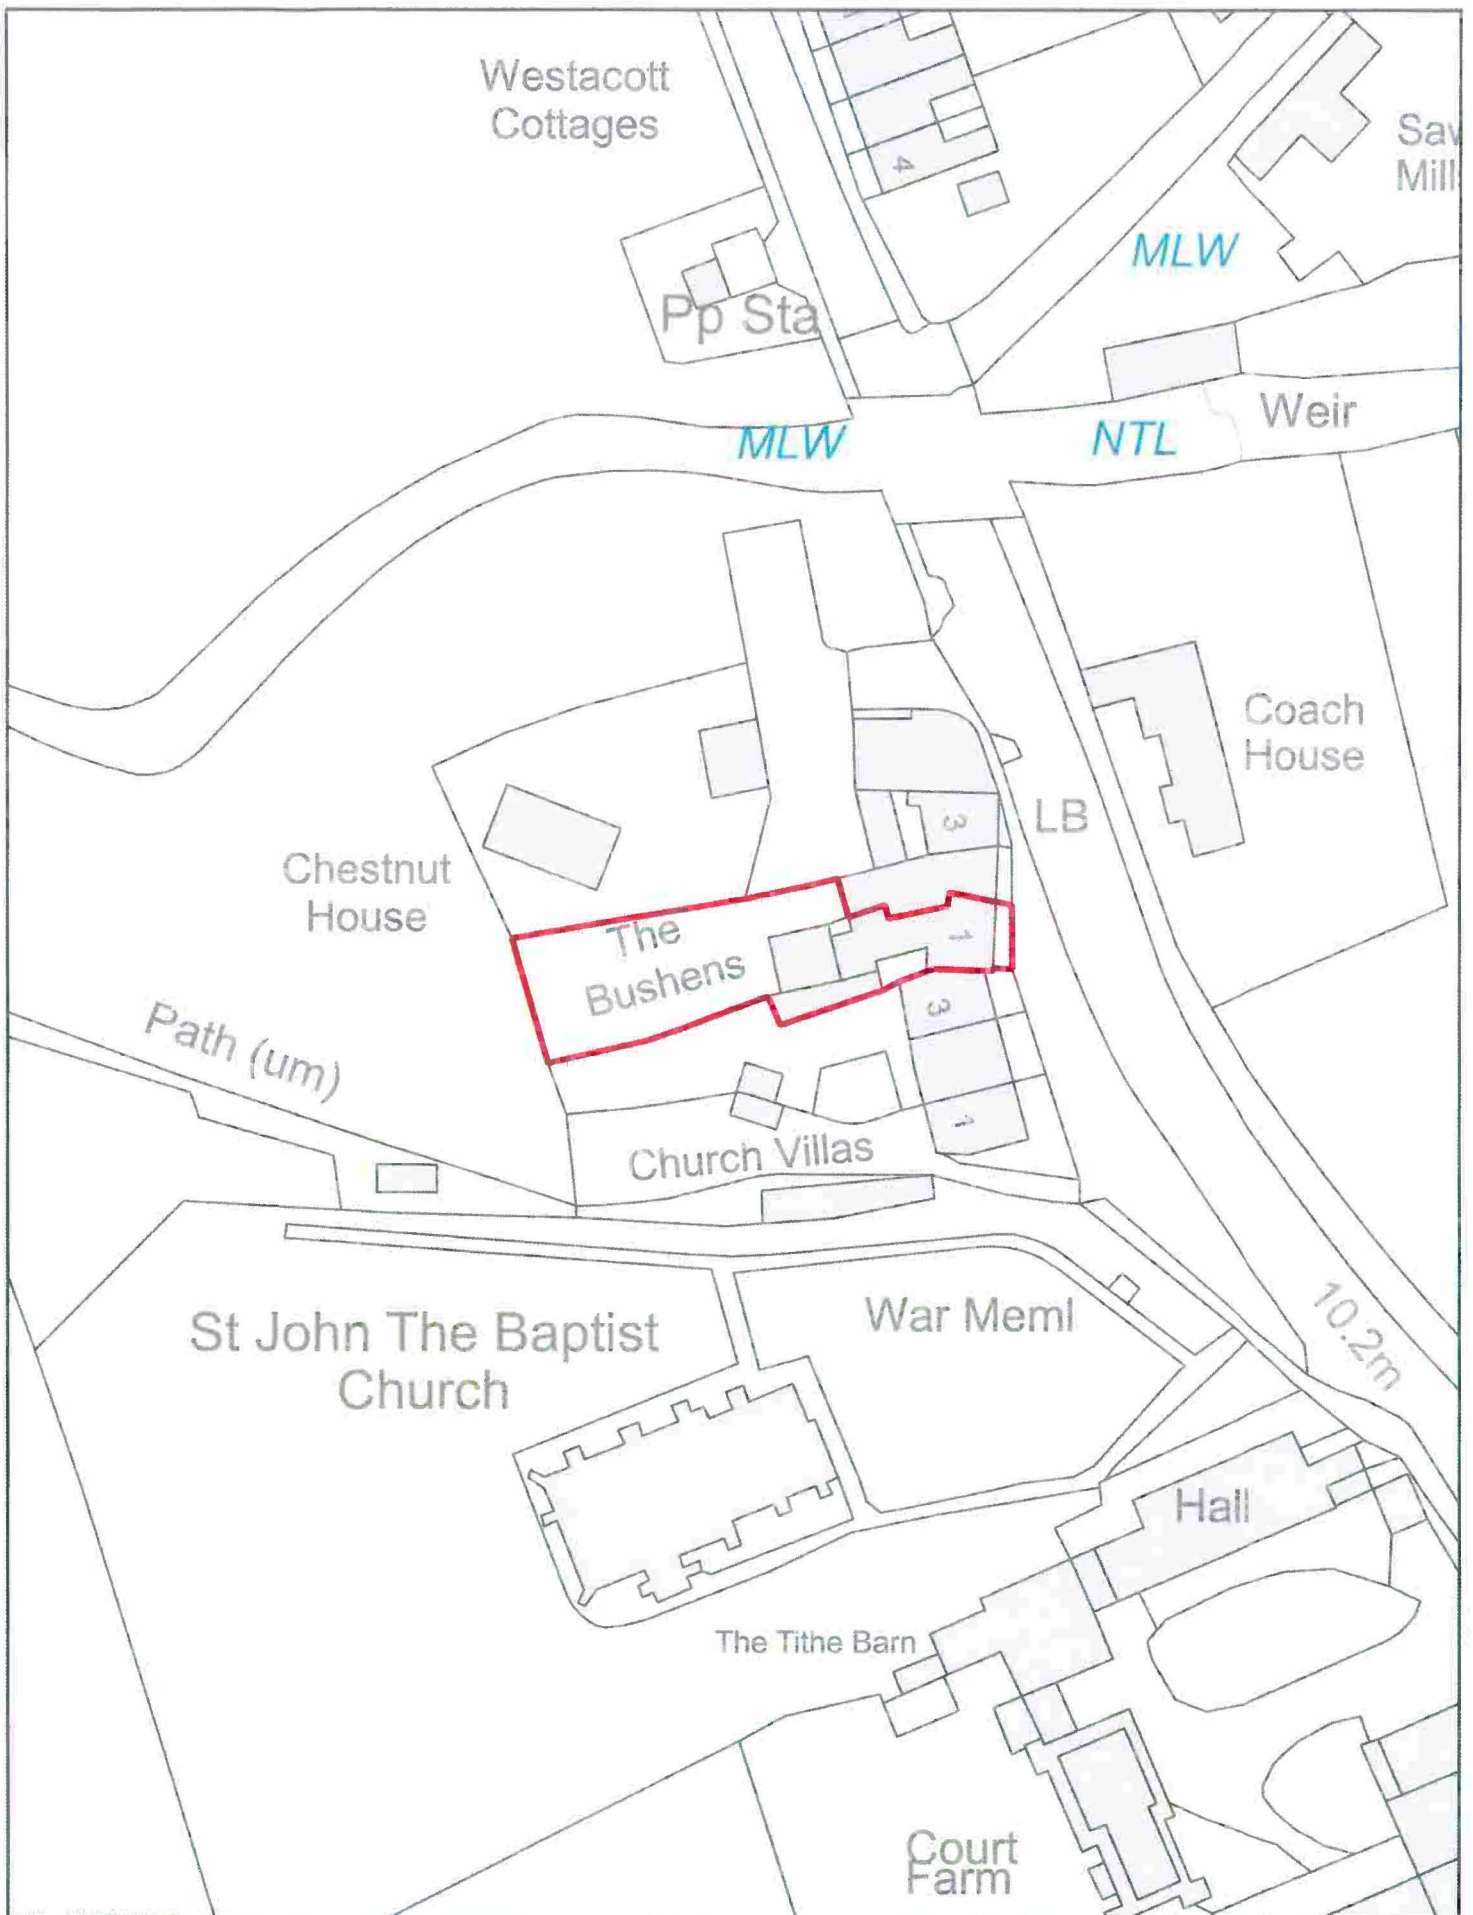 Westacott
Cottages
4
MLW
Pp Sta
MLW
NTL
Weir
Coach
House
3
LB
Chestnut
House
The
Bushens
1
3
Path (um)
1
Church Villas
St John The Baptist
Church
War Meml
10.2m
Hall
The Tithe Barn
Court
Farm